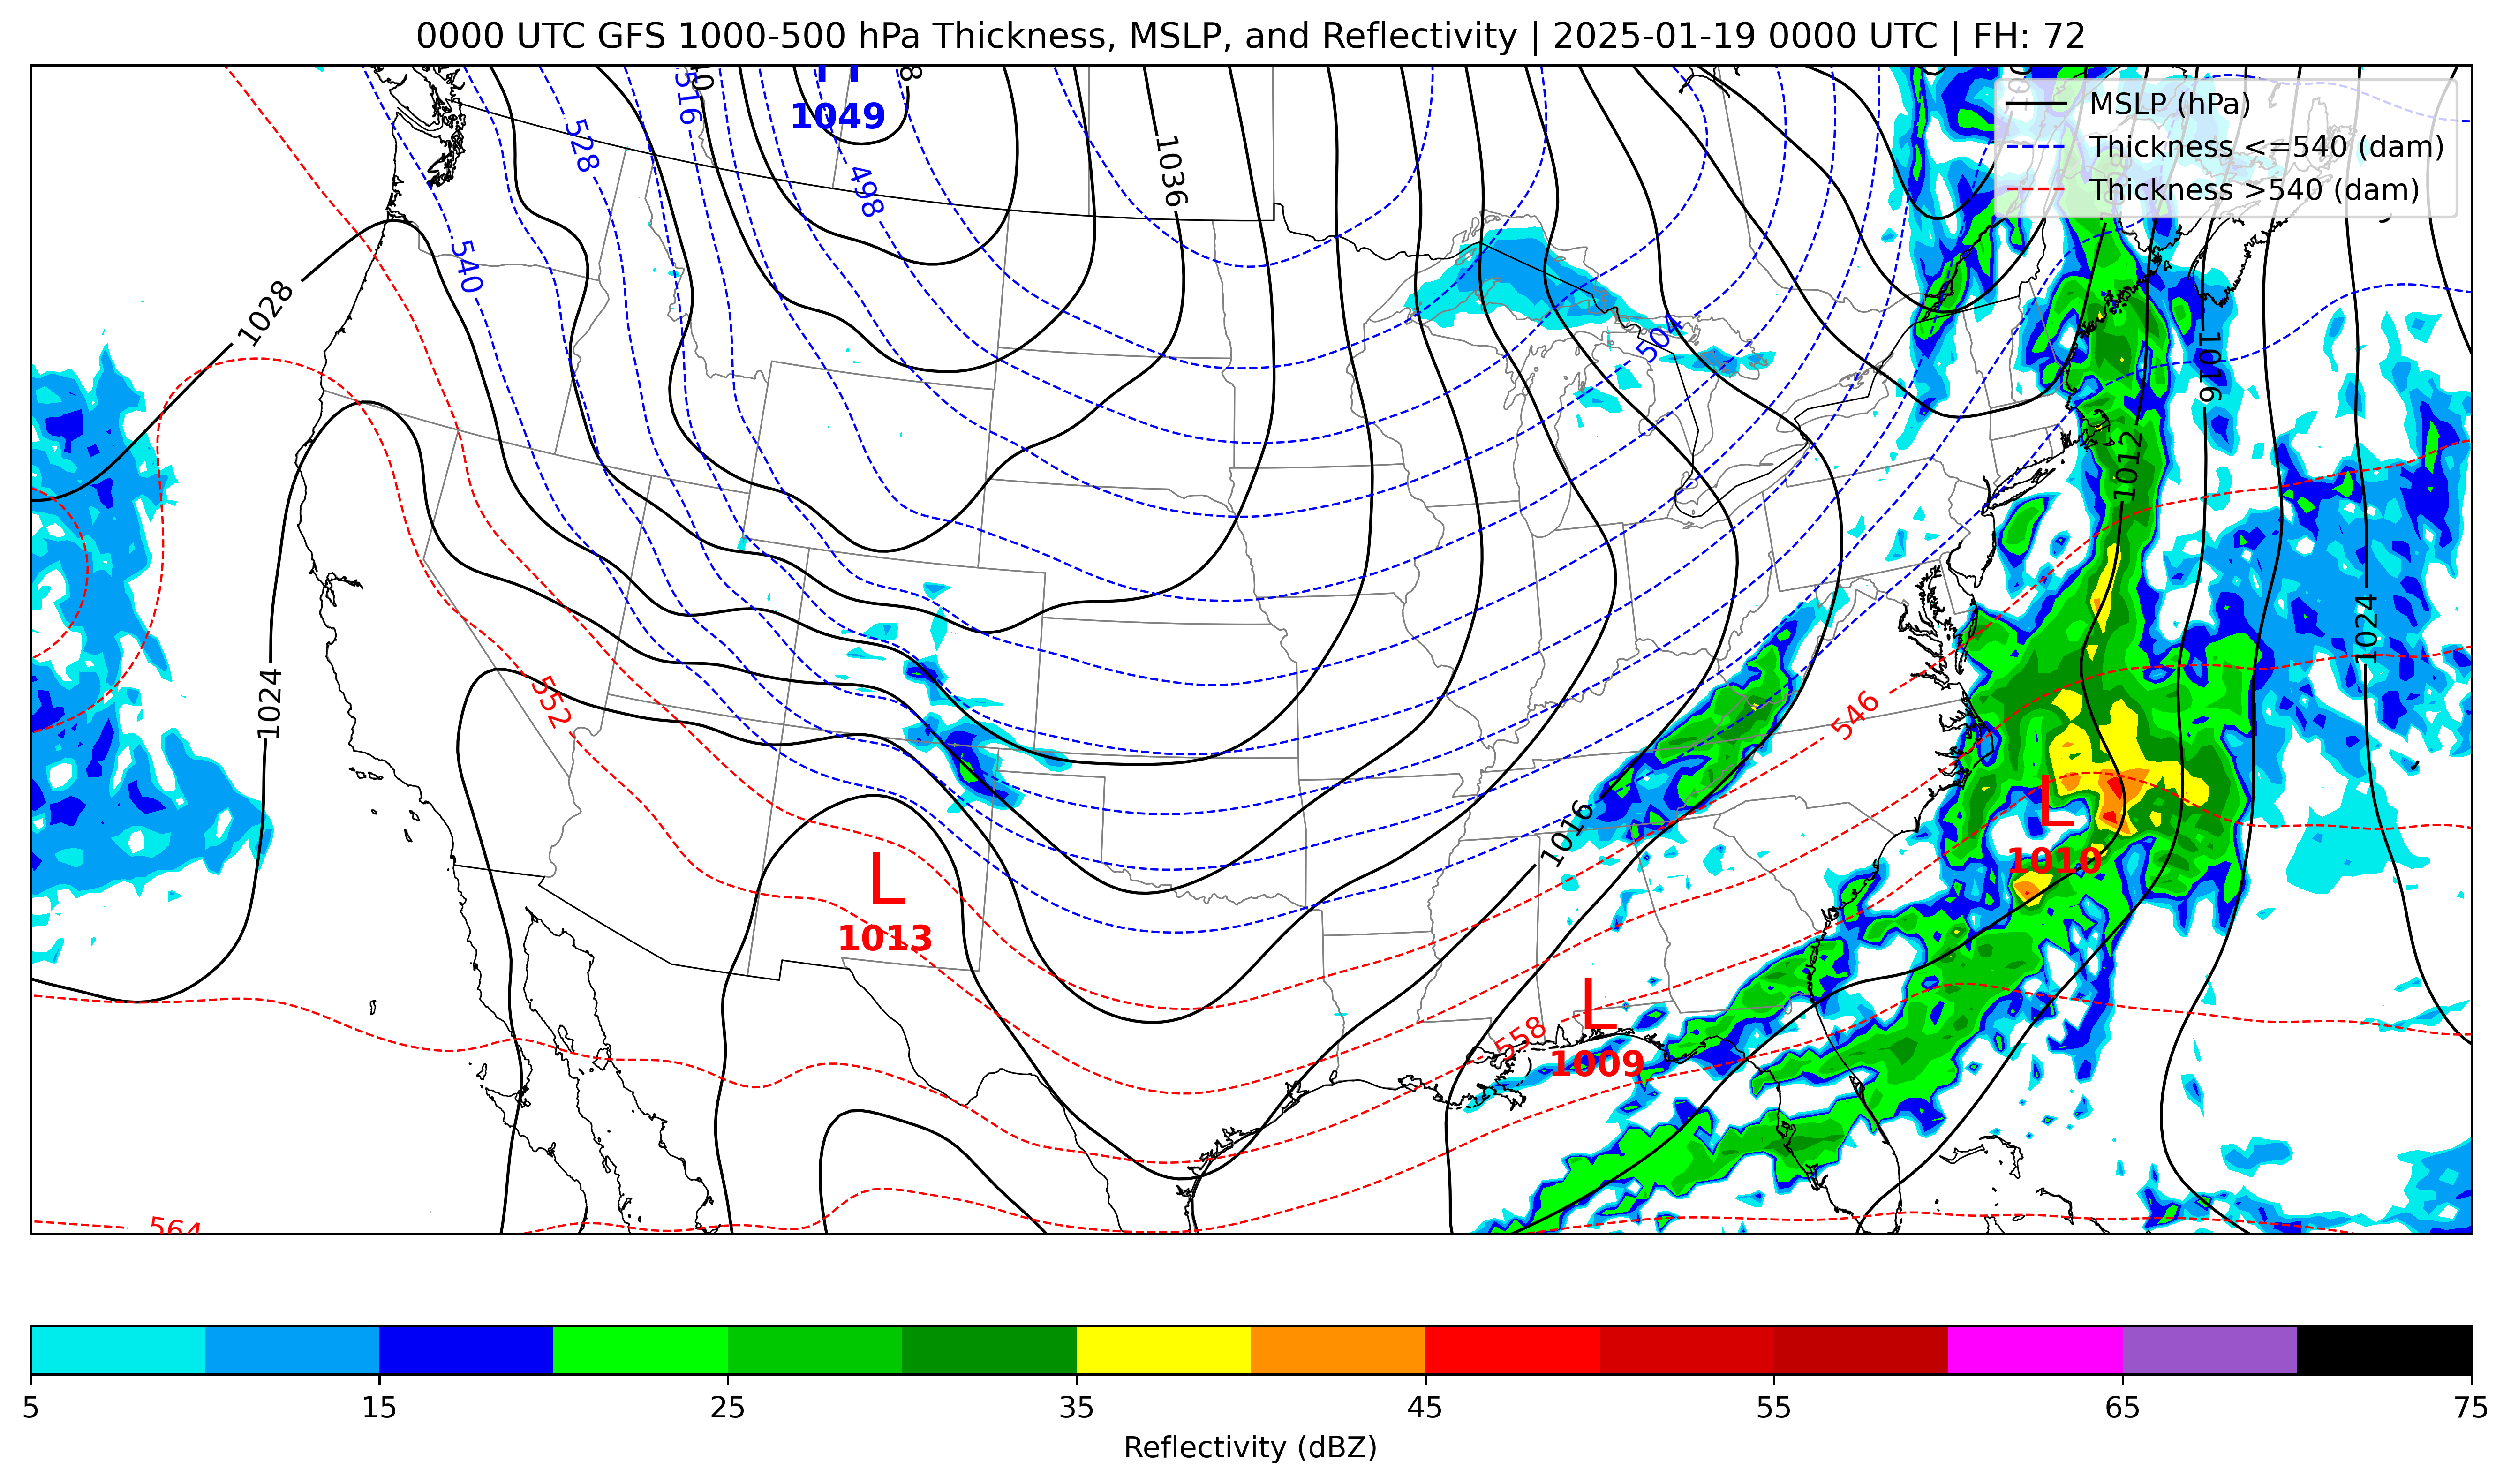 0000 UTC GFS 1000-500 hPa Thickness, MSLP, and Reflectivity | 2025-01-19 0000 UTC | FH: 72
MSLP (hPa)
Thickness <=540 (dam)
Thickness >540 (dam)
1049
516
528
498
1036
540
1028
504
1016
1012
1024
1024
552
546
1016
L
1010
L
1013
L
1009
558
564
5 15 25 35 45 55 65 75
Reflectivity (dBZ)